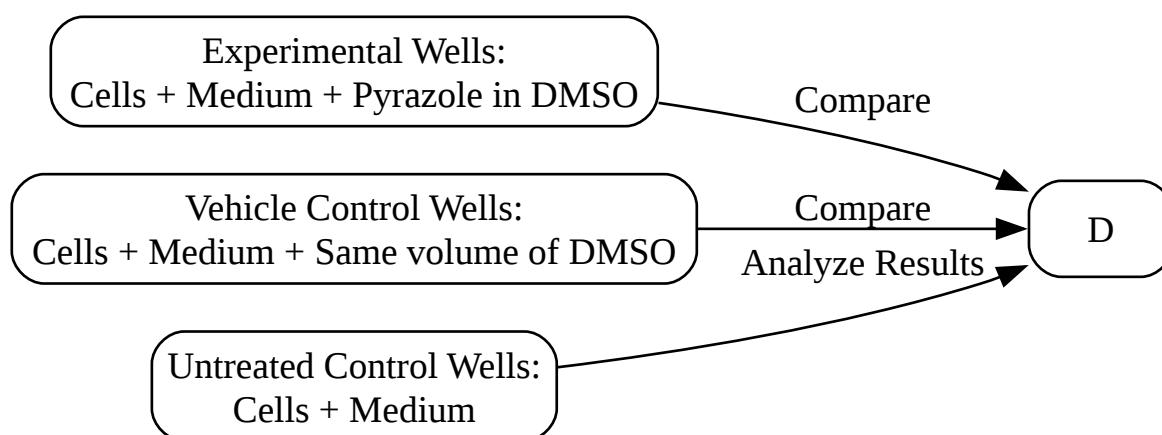 Experimental Wells:
Cells + Medium + Pyrazole in DMSO
Compare
Vehicle Control Wells:
Cells + Medium + Same volume of DMSO
Compare
Analyze Results
D
Untreated Control Wells:
Cells + Medium